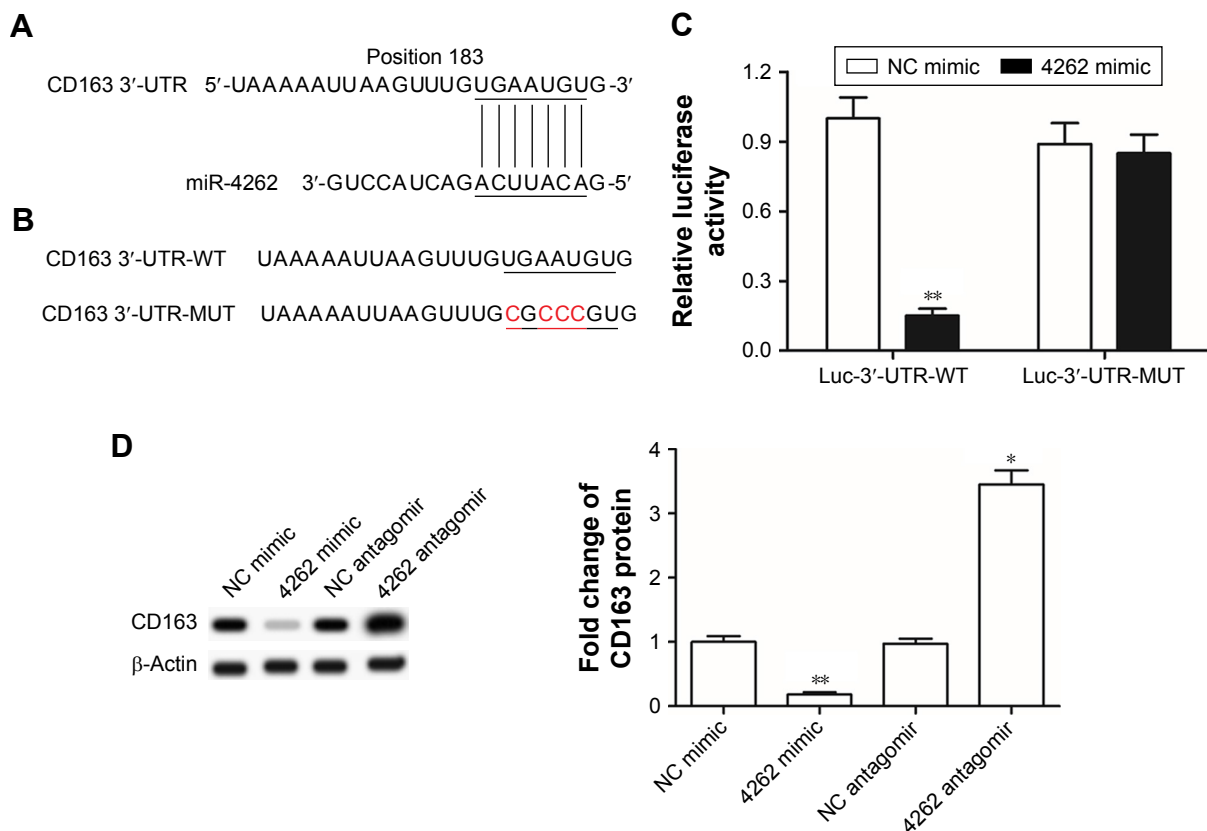 A
Position 183
CD163 3′-UTR 5′-UAAAAAUUAAGUUUGUGAAUGUG-3′
miR-4262 3′-GUCCAUCAGACUUACAG-5′
B
CD163 3′-UTR-WT UAAAAAUUAAGUUUGUGAAUGUG
CD163 3′-UTR-MUT UAAAAAUUAAGUUUGCGCCCGUG
C
NC mimic 4262 mimic
Relative luciferase
activity
1.2
0.9
0.6
0.3
0.0
**
Luc-3′-UTR-WT Luc-3′-UTR-MUT
D
NC mimic
4262 mimic
NC antagomir
4262 antagomir
CD163
β-Actin
Fold change of
CD163 protein
4
3
2
1
0
**
*
NC mimic
4262 mimic
NC antagomir
4262 antagomir